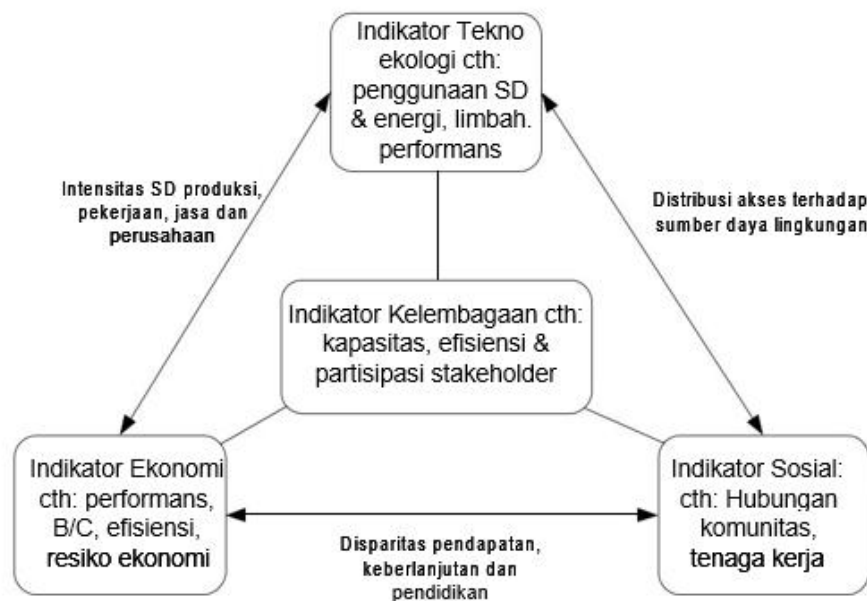 Indikator Tekno
ekologi cth:
penggunaan SD
& energi, limbah.
performans
Intensitas SD produksi,
pekerjaan, jasa dan
perusahaan
Distribusi akses terhadap
sumber daya lingkungan
Indikator Kelembagaan cth:
kapasitas, efisiensi &
partisipasi stakeholder
Indikator Ekonomi
cth: performans,
B/C, efisiensi,
resiko ekonomi
Indikator Sosial:
cth: Hubungan
komunitas,
tenaga kerja
Disparitas pendapatan,
keberlanjutan dan
pendidikan